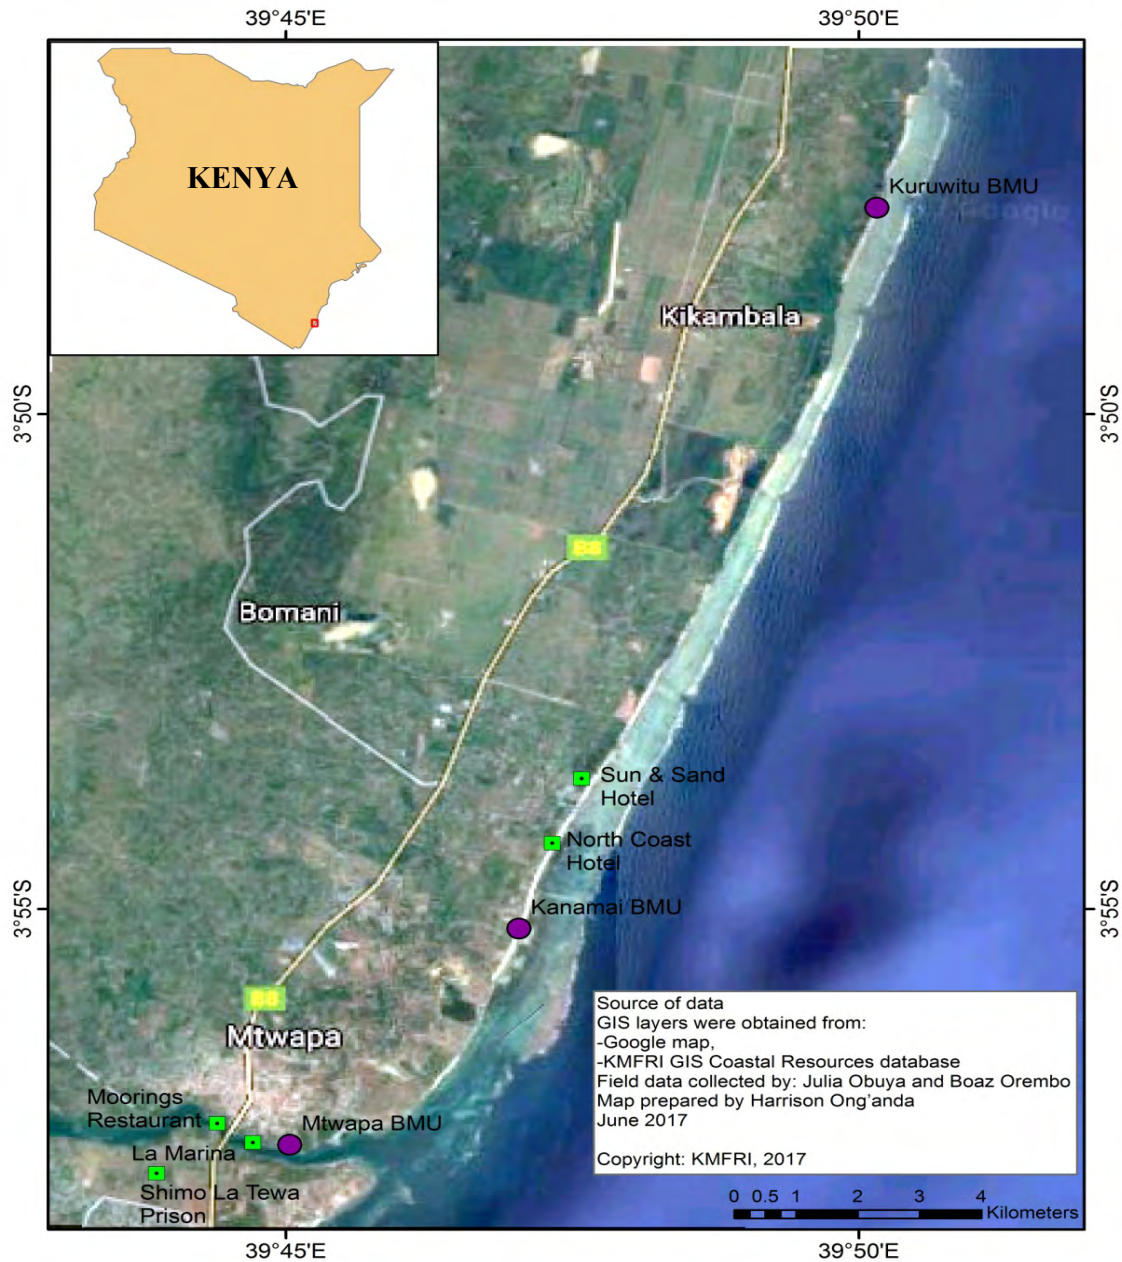 39°45'E
39°50'E
KENYA
Kuruwitu BMU
Google
Kikambala
3°50'S
3°50'S
B8
Bomani
Sun & Sand
Hotel
North Coast
Hotel
Kanamai BMU
3°55'S
3°55'S
B8
Mtwapa
Moorings
Restaurant
Mtwapa BMU
La Marina
Shimo La Tewa
Prison
Source of data
GIS layers were obtained from:
-Google map,
-KMFRI GIS Coastal Resources database
Field data collected by: Julia Obuya and Boaz Orembo
Map prepared by Harrison Ong'anda
June 2017
Copyright: KMFRI, 2017
0 0.5 1 2 3 4
Kilometers
39°45'E
39°50'E